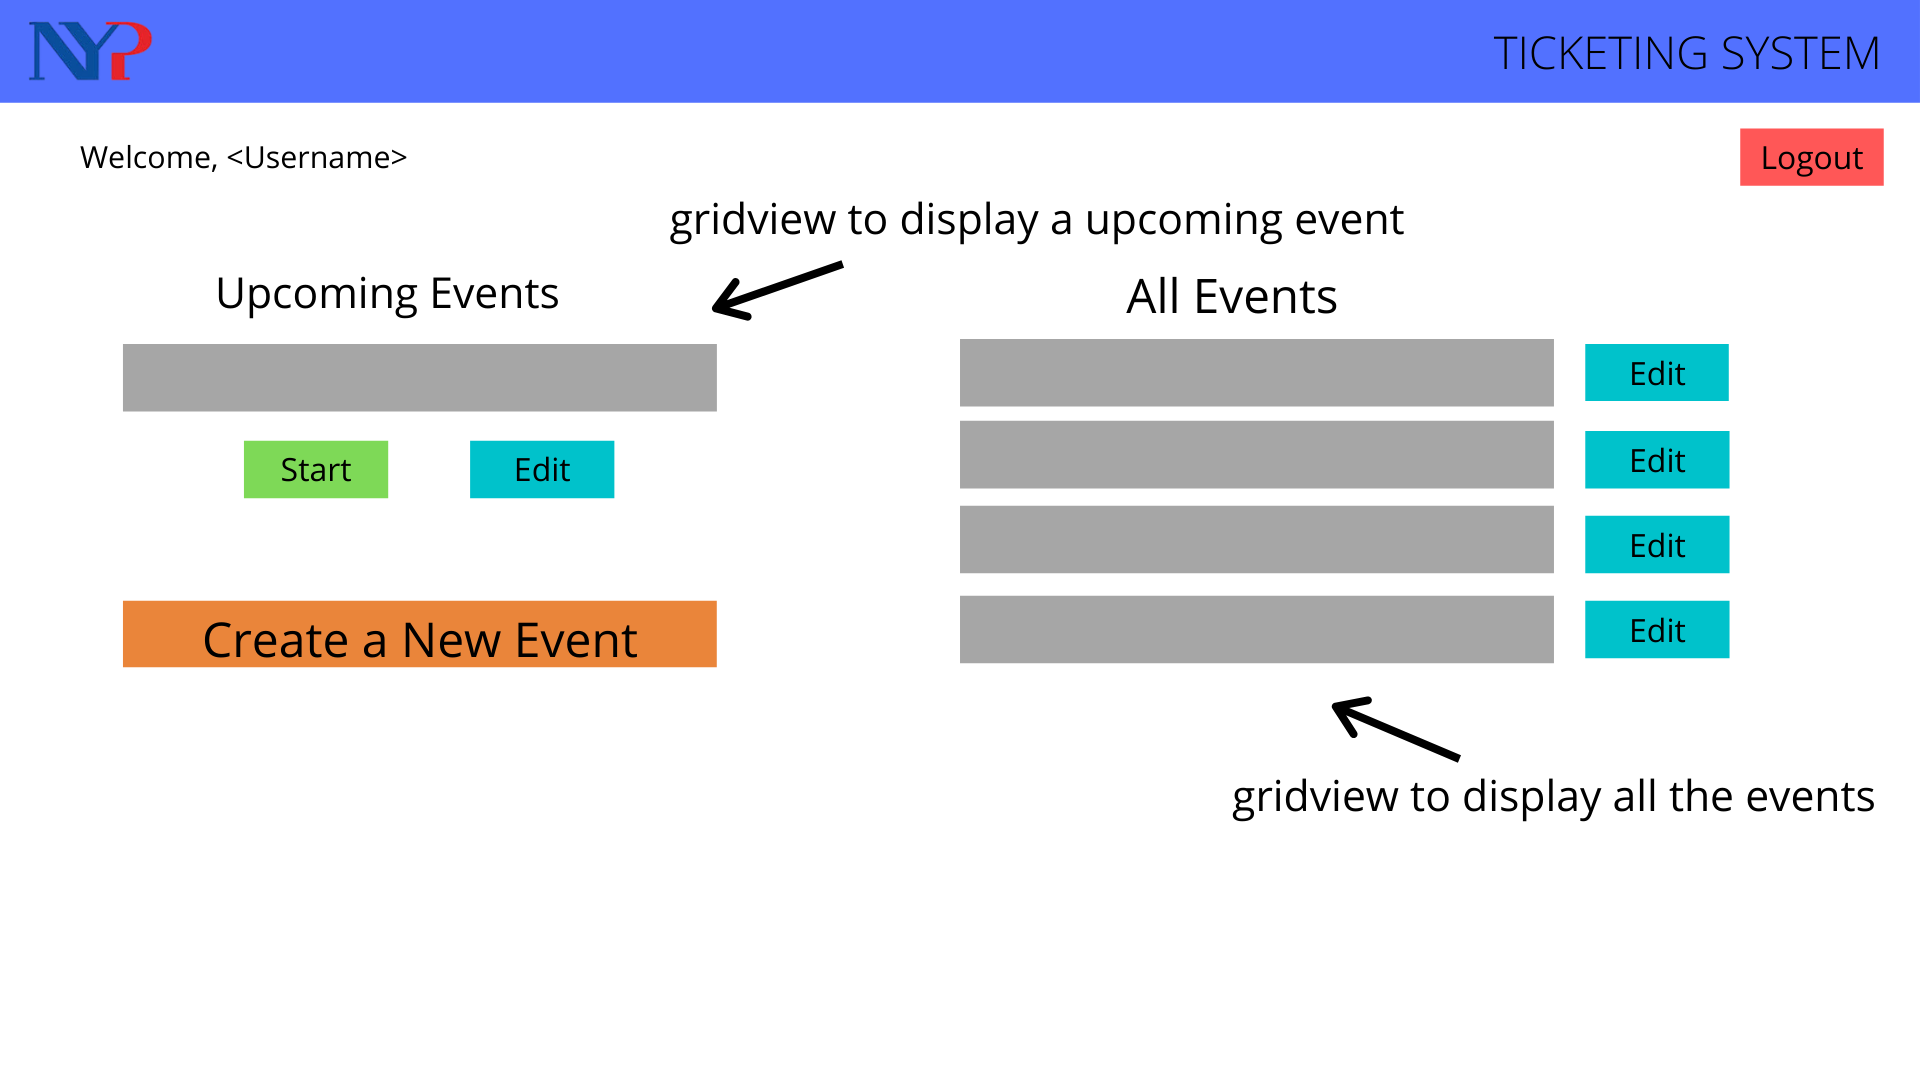 NYP
TICKETING SYSTEM
Welcome, <Username>
Logout
gridview to display a upcoming event
Upcoming Events
Start
Edit
Create a New Event
All Events
Edit
Edit
Edit
Edit
gridview to display all the events